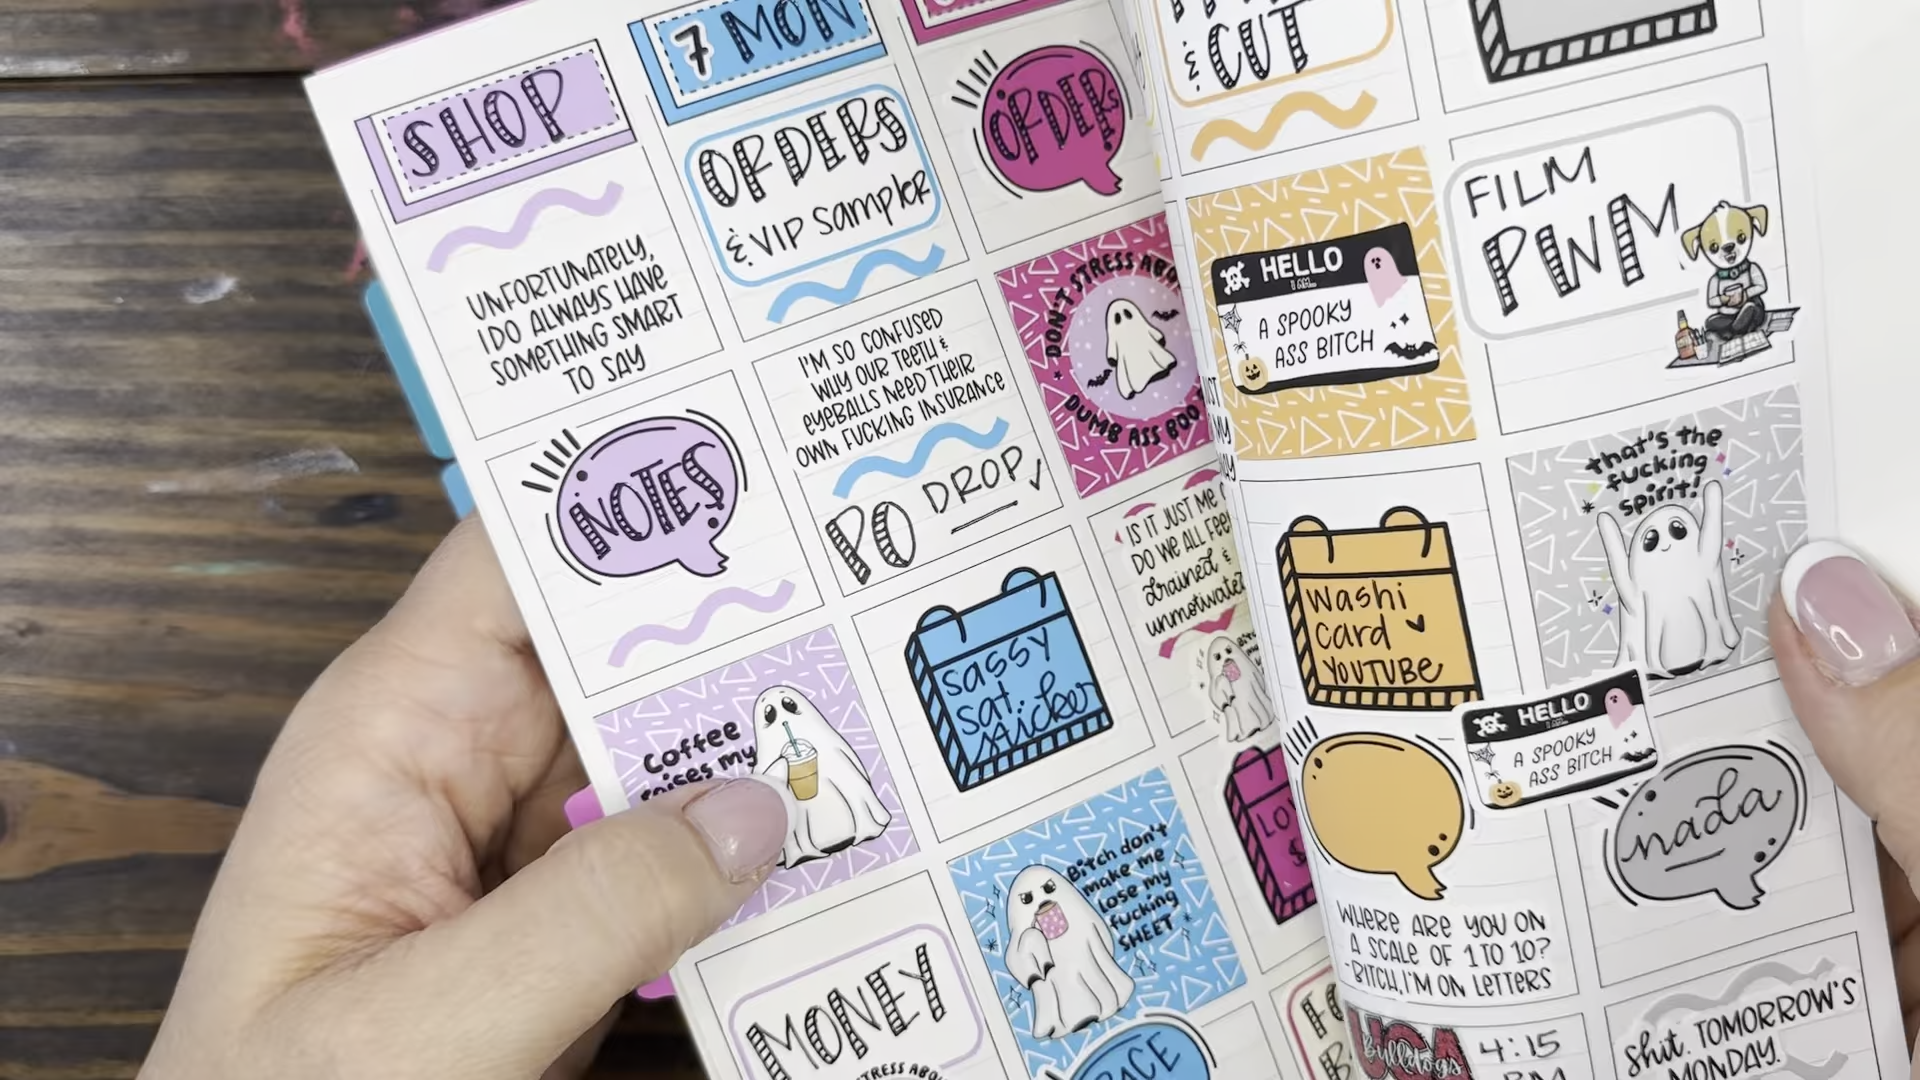 SHOP
UNFORTUNATELY,
I DO ALWAYS HAVE
SOMETHING SMART
TO SAY
NOTES
Coffee
my
MONEY
7 MON
ORDERS
& VIP Sampler
I'M SO CONFUSED
WHY OUR TEETH &
EYEBALLS NEED THEIR
OWN FUCKING INSURANCE
PO DROP
Sassy
Sat.
Sticker
Bitch don't
make me
lose my
fucking
SHEET
ORDERS
DON'T STRESS
DUMB ASS BOO
IS IT JUST ME
DO WE ALL
drained &
& CUT
HELLO
A SPOOKY
ASS BITCH
Washi
Card
YOUTUBE
WHERE ARE YOU ON
A SCALE OF 1 TO 10?
-BITCH, I'M ON LETTERS
Bulldogs
4:15
FILM
PWM
that's the
fucking
spirit!
HELLO
A SPOOKY
ASS BITCH
nada
shit. TOMORROW'S
MONDAY.